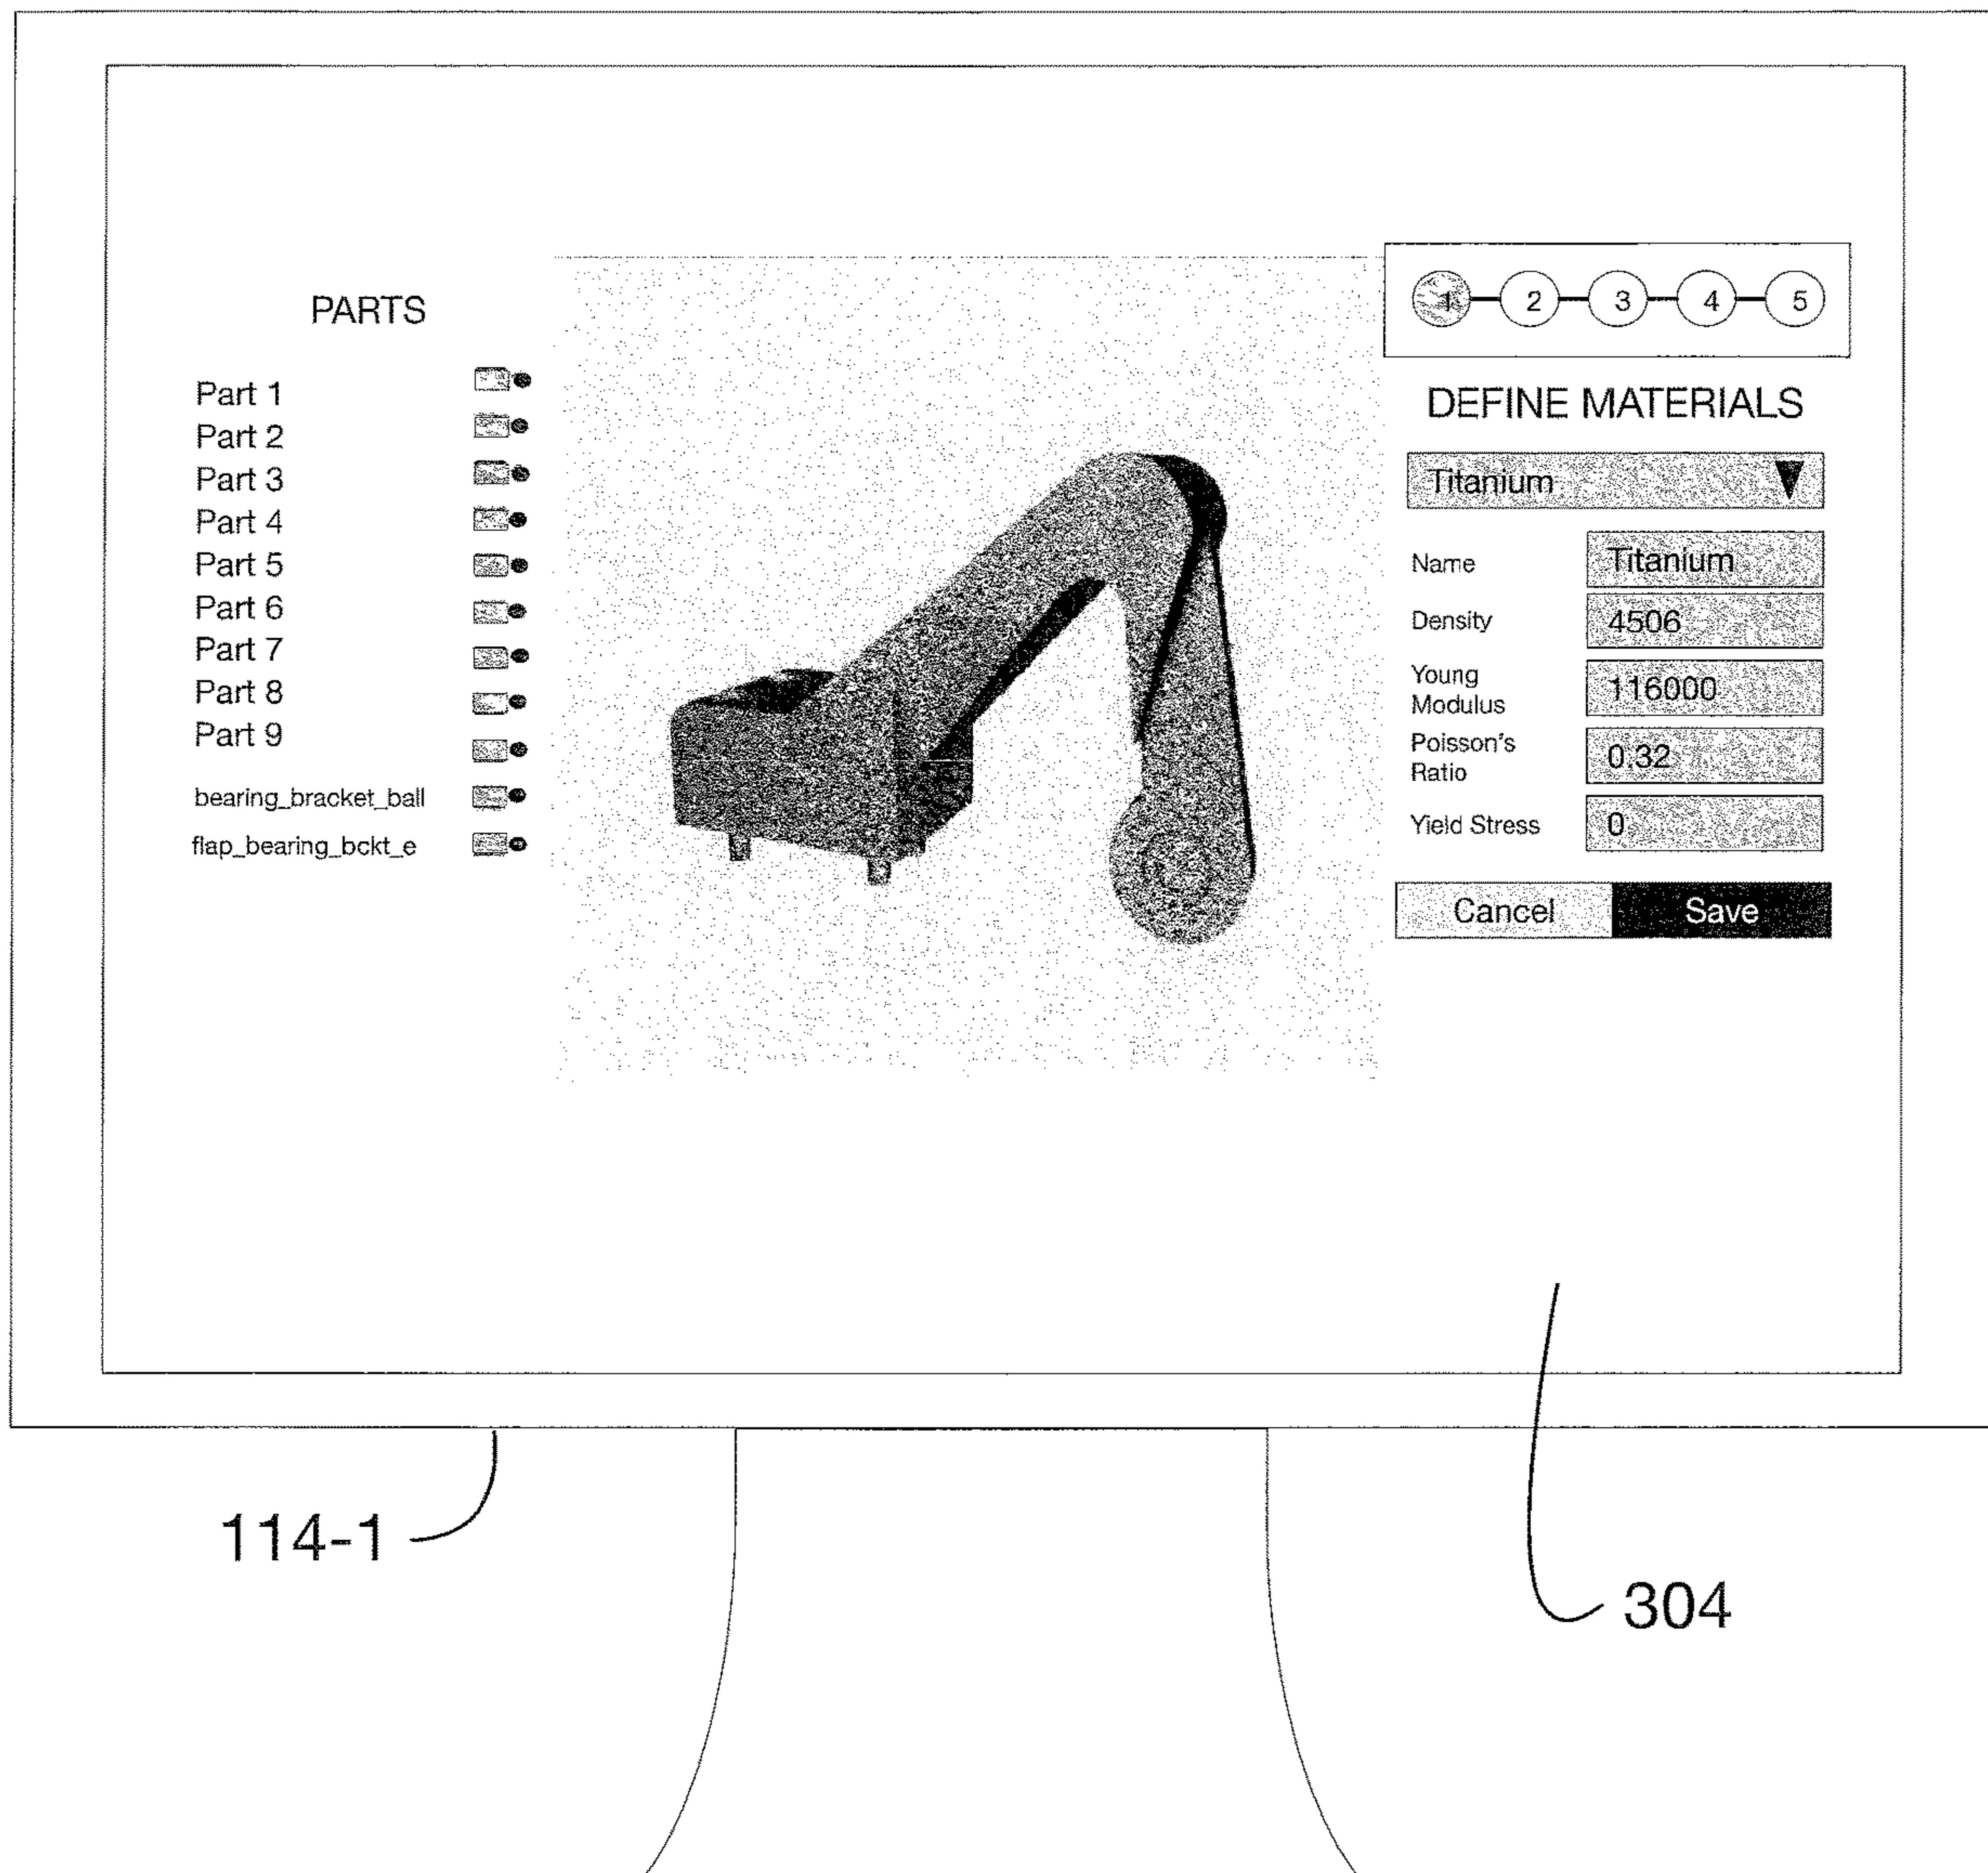 PARTS
Part 1
Part 2
Part 3
Part 4
Part 5
Part 6
Part 7
Part 8
Part 9
bearing_bracket_ball
flap_bearing_bckt_e
1 2 3 4 5
DEFINE MATERIALS
Titanium
Name Titanium
Density 4506
Young
Modulus 116000
Poisson's
Ratio 0.32
Yield Stress 0
Cancel Save
114-1
304